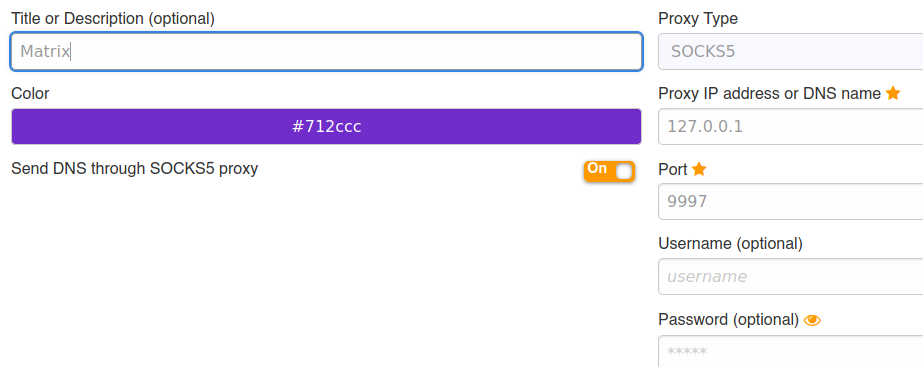 Title or Description (optional)
Matrix
Color
#712ccc
Send DNS through SOCKS5 proxy
On
Proxy Type
SOCKS5
Proxy IP address or DNS name
127.0.0.1
Port
9997
Username (optional)
username
Password (optional)
*****